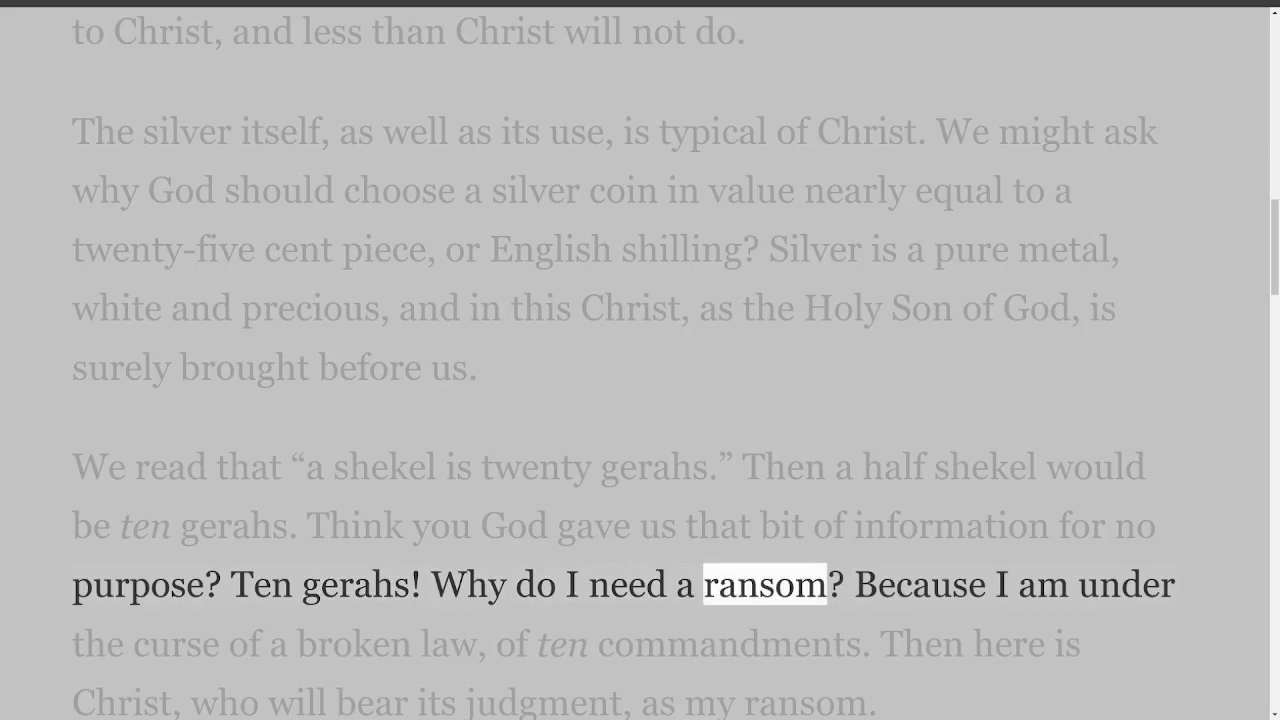 to Christ, and less than Christ will not do.
The silver itself, as well as its use, is typical of Christ. We might ask
why God should choose a silver coin in value nearly equal to a
twenty-five cent piece, or English shilling? Silver is a pure metal,
white and precious, and in this Christ, as the Holy Son of God, is
surely brought before us.
We read that “a shekel is twenty gerahs.” Then a half shekel would
be ten gerahs. Think you God gave us that bit of information for no
purpose? Ten gerahs! Why do I need a ransom? Because I am under
the curse of a broken law, of ten commandments. Then here is
Christ, who will bear its judgment, as my ransom.